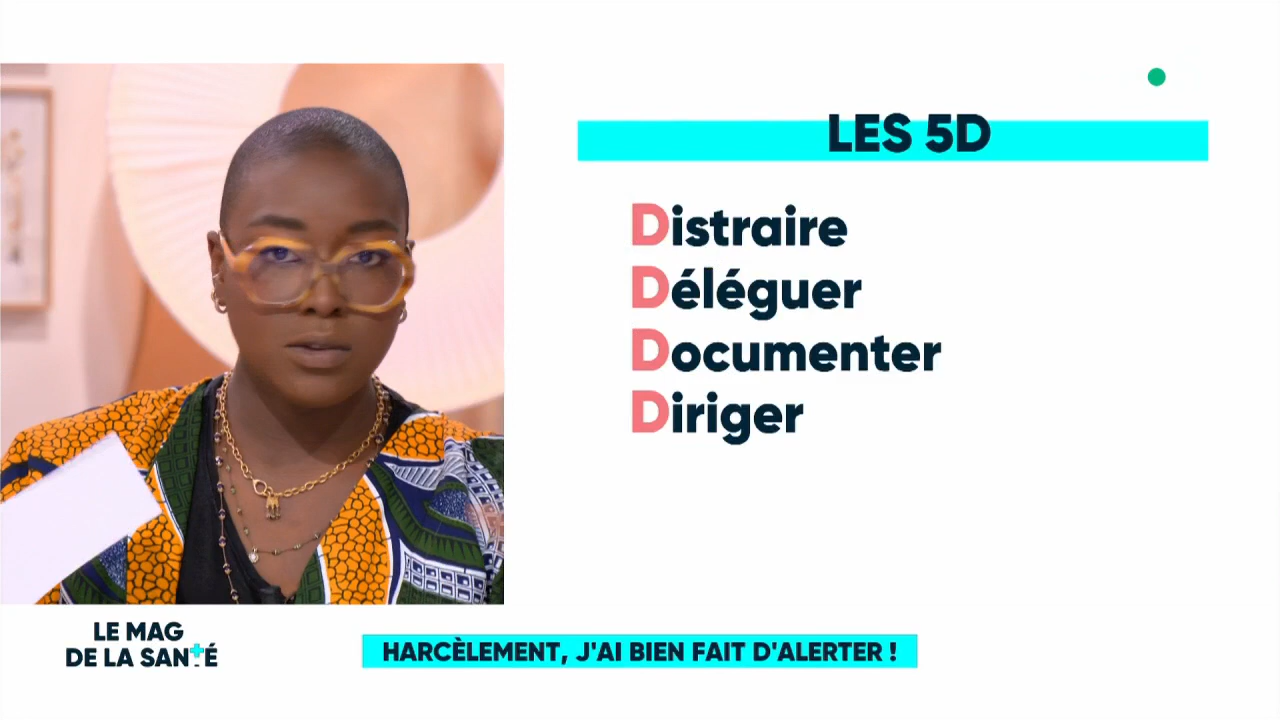 LES 5D
Distraire
Déléguer
Documenter
Diriger
LE MAG
DE LA SANTÉ
HARCÈLEMENT, J'AI BIEN FAIT D'ALERTER !